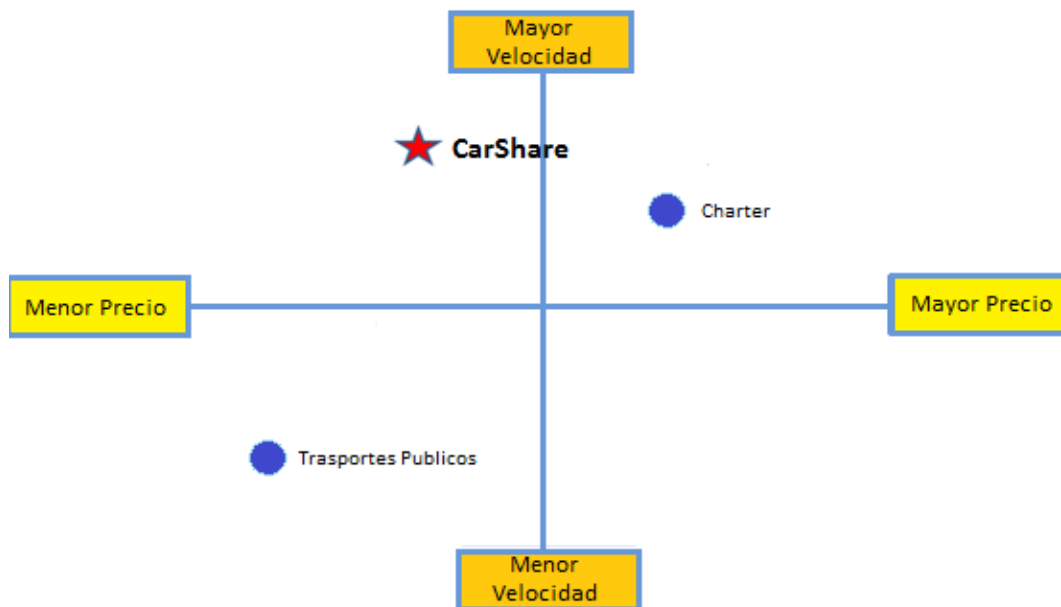 Mayor
Velocidad
CarShare
Charter
Menor Precio
Mayor Precio
Trasportes Publicos
Menor
Velocidad